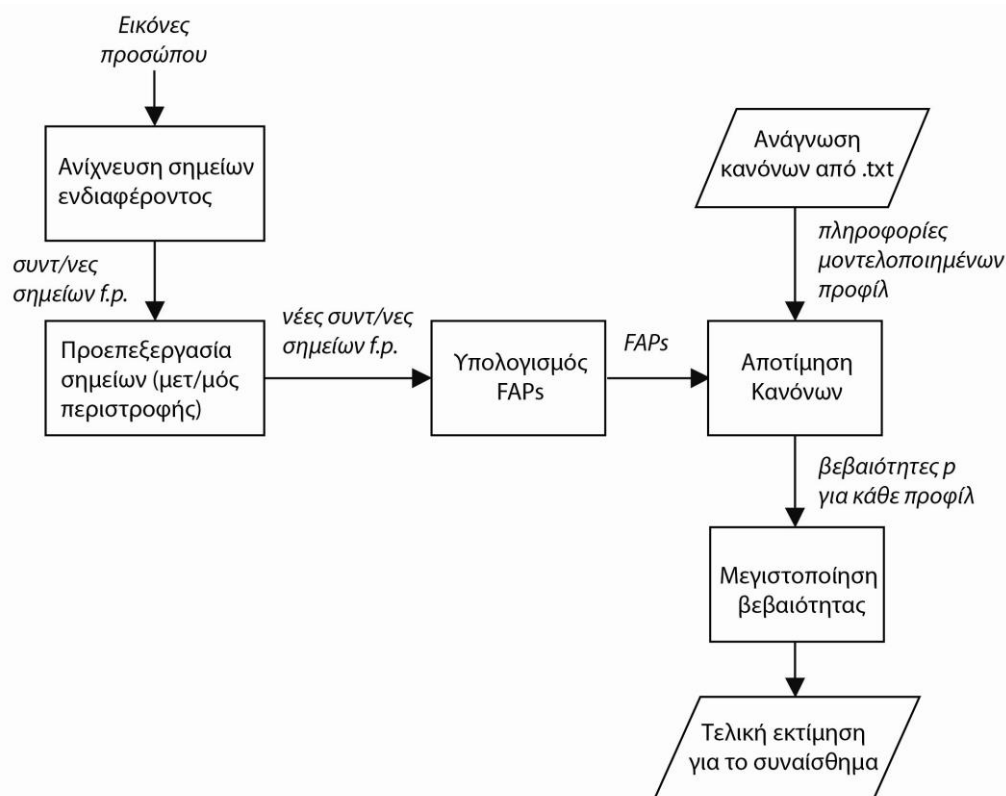 Εικόνες
προσώπου
Ανίχνευση σημείων
ενδιαφέροντος
συντ/νες
σημείων f.p.
Προεπεξεργασία
σημείων (μετ/μός
περιστροφής)
νέες συντ/νες
σημείων f.p.
Υπολογισμός
FAPs
FAPs
Ανάγνωση
κανόνων από .txt
πληροφορίες
μοντελοποιημένων
προφίλ
Αποτίμηση
Κανόνων
βεβαιότητες p
για κάθε προφίλ
Μεγιστοποίηση
βεβαιότητας
Τελική εκτίμηση
για το συναίσθημα